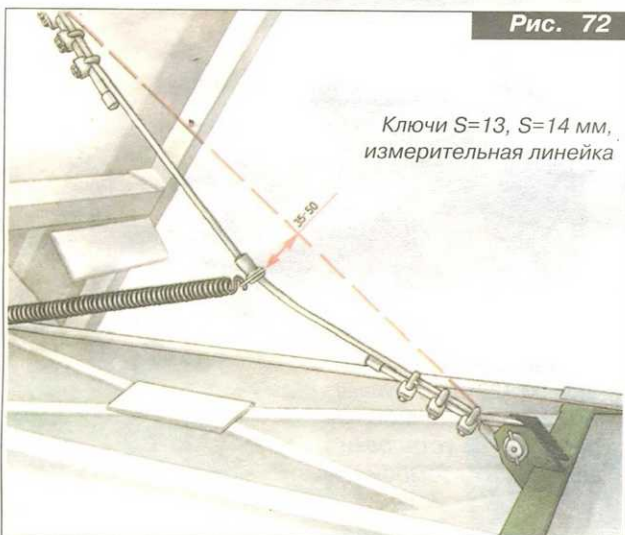 Рис. 72
Ключи S=13, S=14 мм,
измерительная линейка
35-50